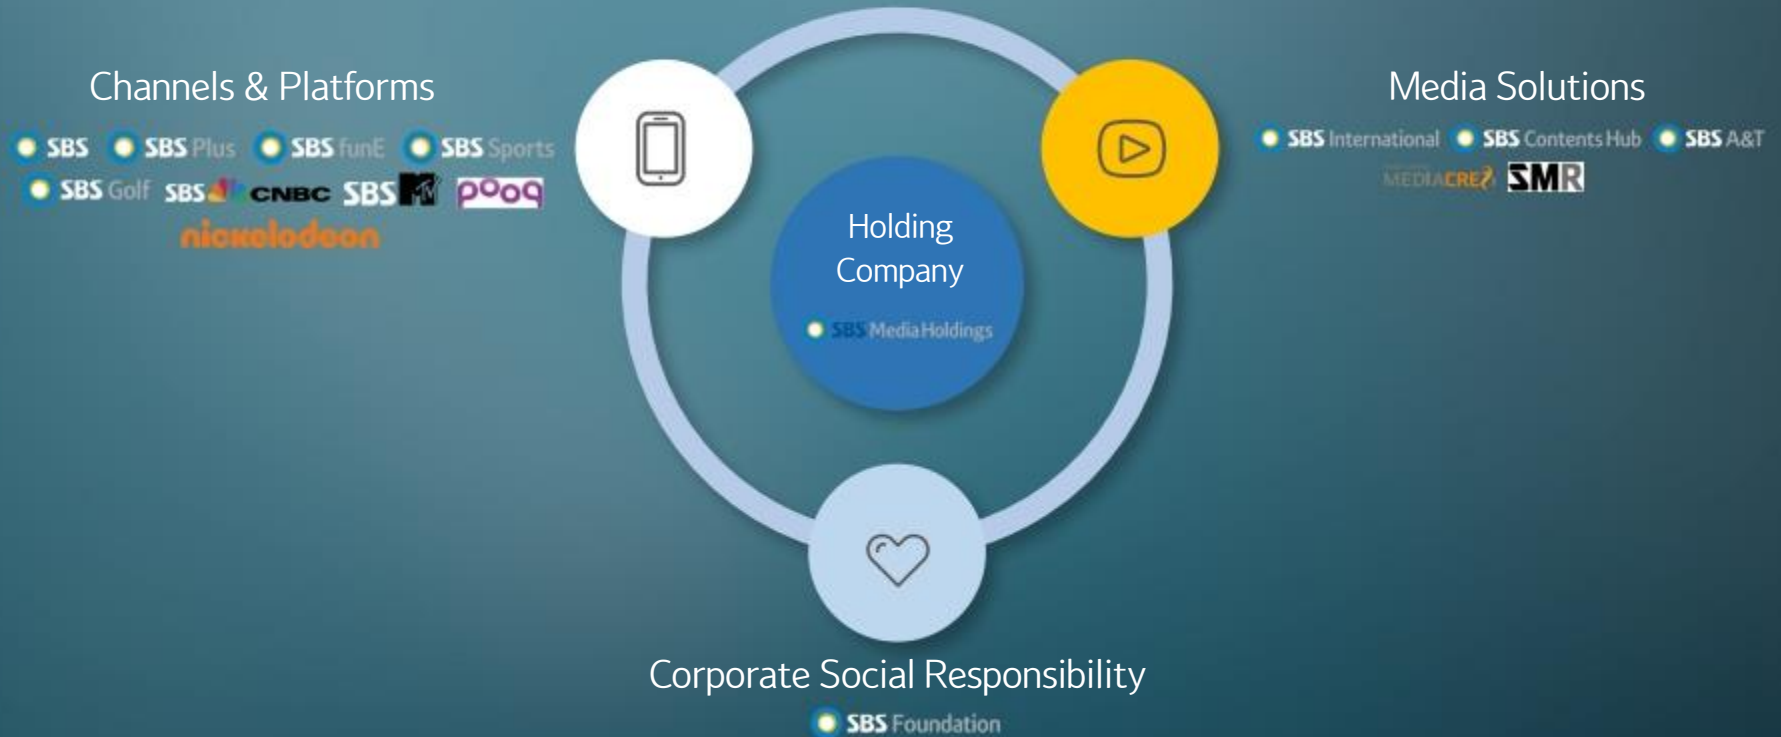 Channels & Platforms
SBS SBS Plus SBS funE SBS Sports
SBS Golf SBS CNBC SBS MTV pooq
nickelodeon
Media Solutions
SBS International SBS Contents Hub SBS A&T
MEDIACRE SMR
Holding
Company
SBS Media Holdings
Corporate Social Responsibility
SBS Foundation